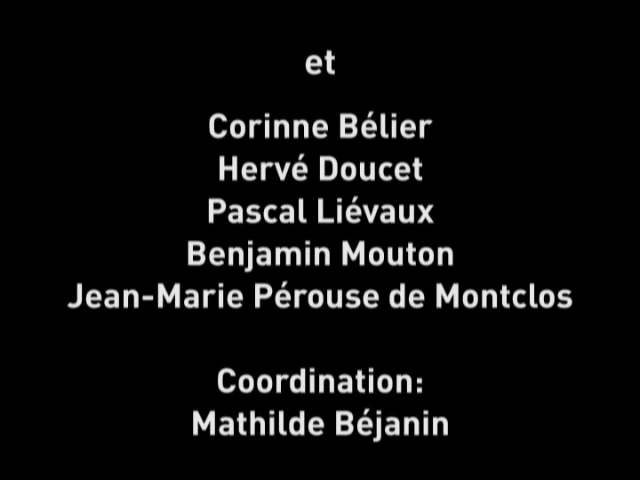 et
Corinne Bélier
Hervé Doucet
Pascal Liévaux
Benjamin Mouton
Jean-Marie Pérouse de Montclos
Coordination:
Mathilde Béjanin